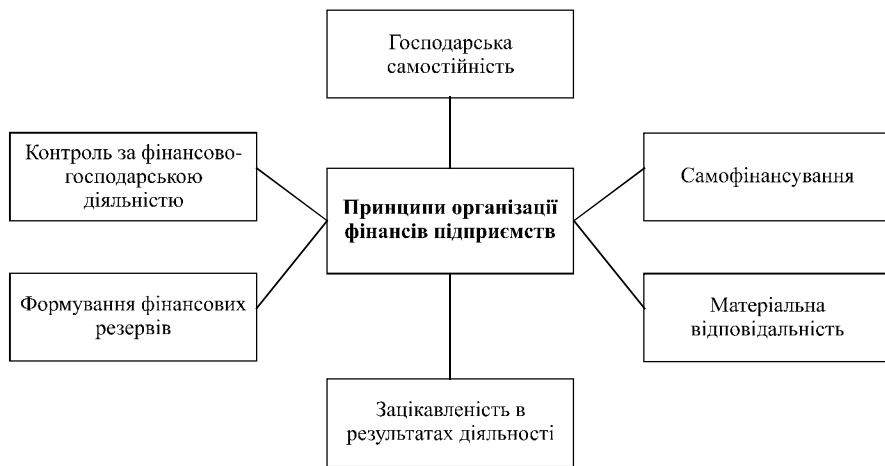 Господарська
самостійність
Контроль за фінансово-
господарською
діяльністю
Самофінансування
Принципи організації
фінансів підприємств
Формування фінансових
резервів
Матеріальна
відповідальність
Зацікавленість в
результатах діяльності